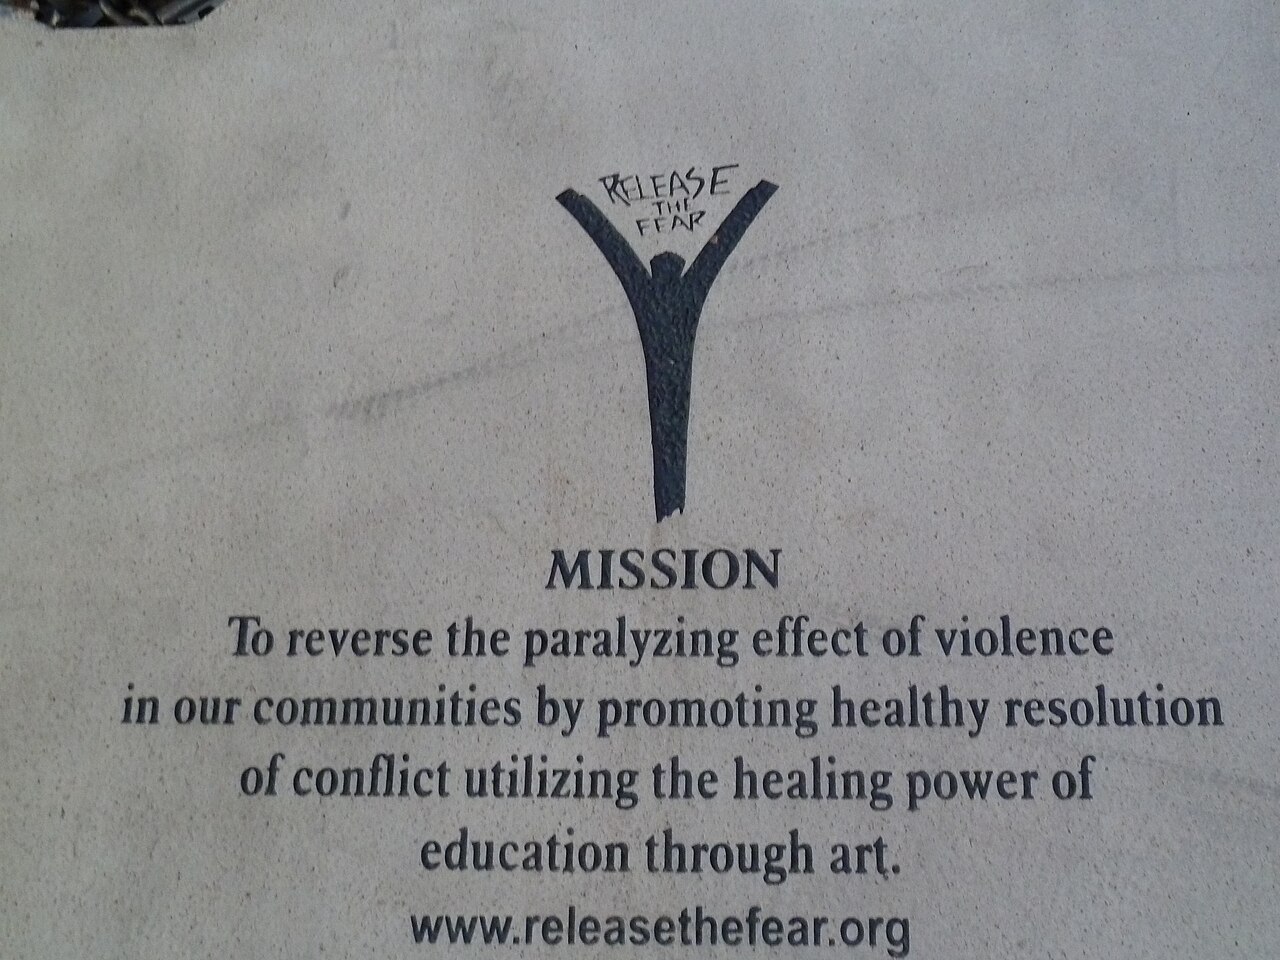 RELEASE
THE
FEAR
MISSION
To reverse the paralyzing effect of violence
in our communities by promoting healthy resolution
of conflict utilizing the healing power of
education through art.
www.releasethefear.org